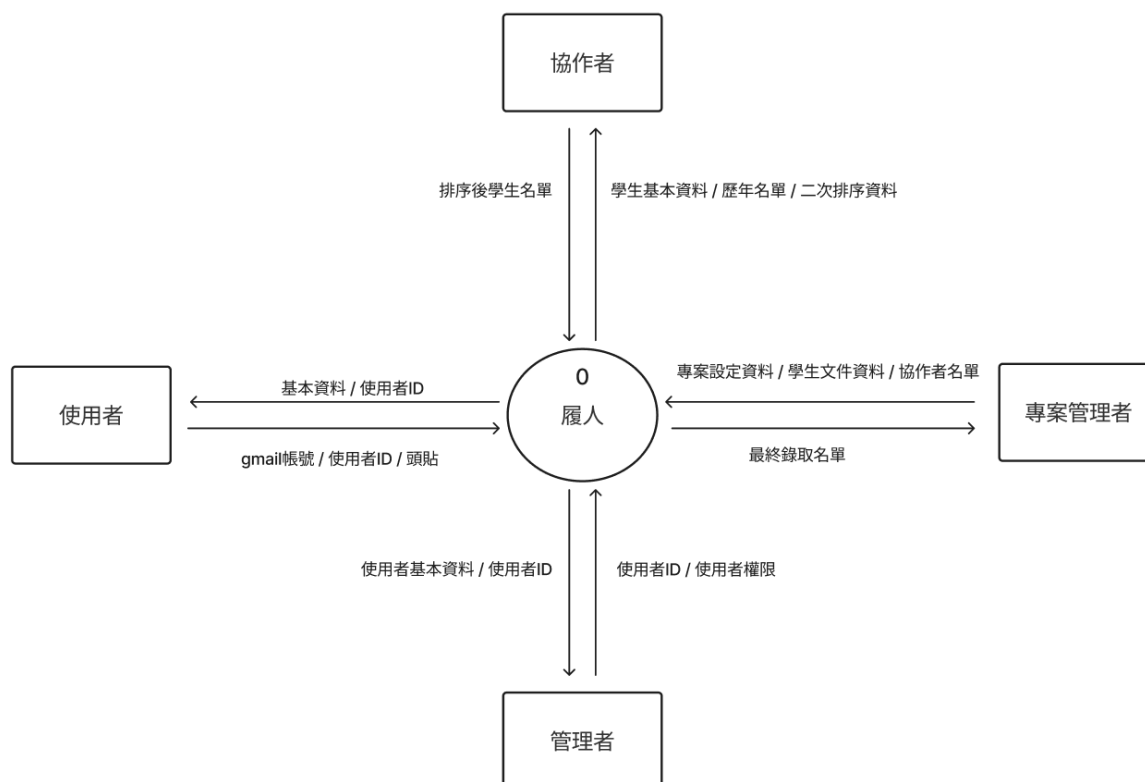 協作者
排序後學生名單
學生基本資料 / 歷年名單 / 二次排序資料
使用者
基本資料 / 使用者ID
gmail帳號 / 使用者ID / 頭貼
0
履人
專案設定資料 / 學生文件資料 / 協作者名單
最終錄取名單
專案管理者
使用者基本資料 / 使用者ID
使用者ID / 使用者權限
管理者